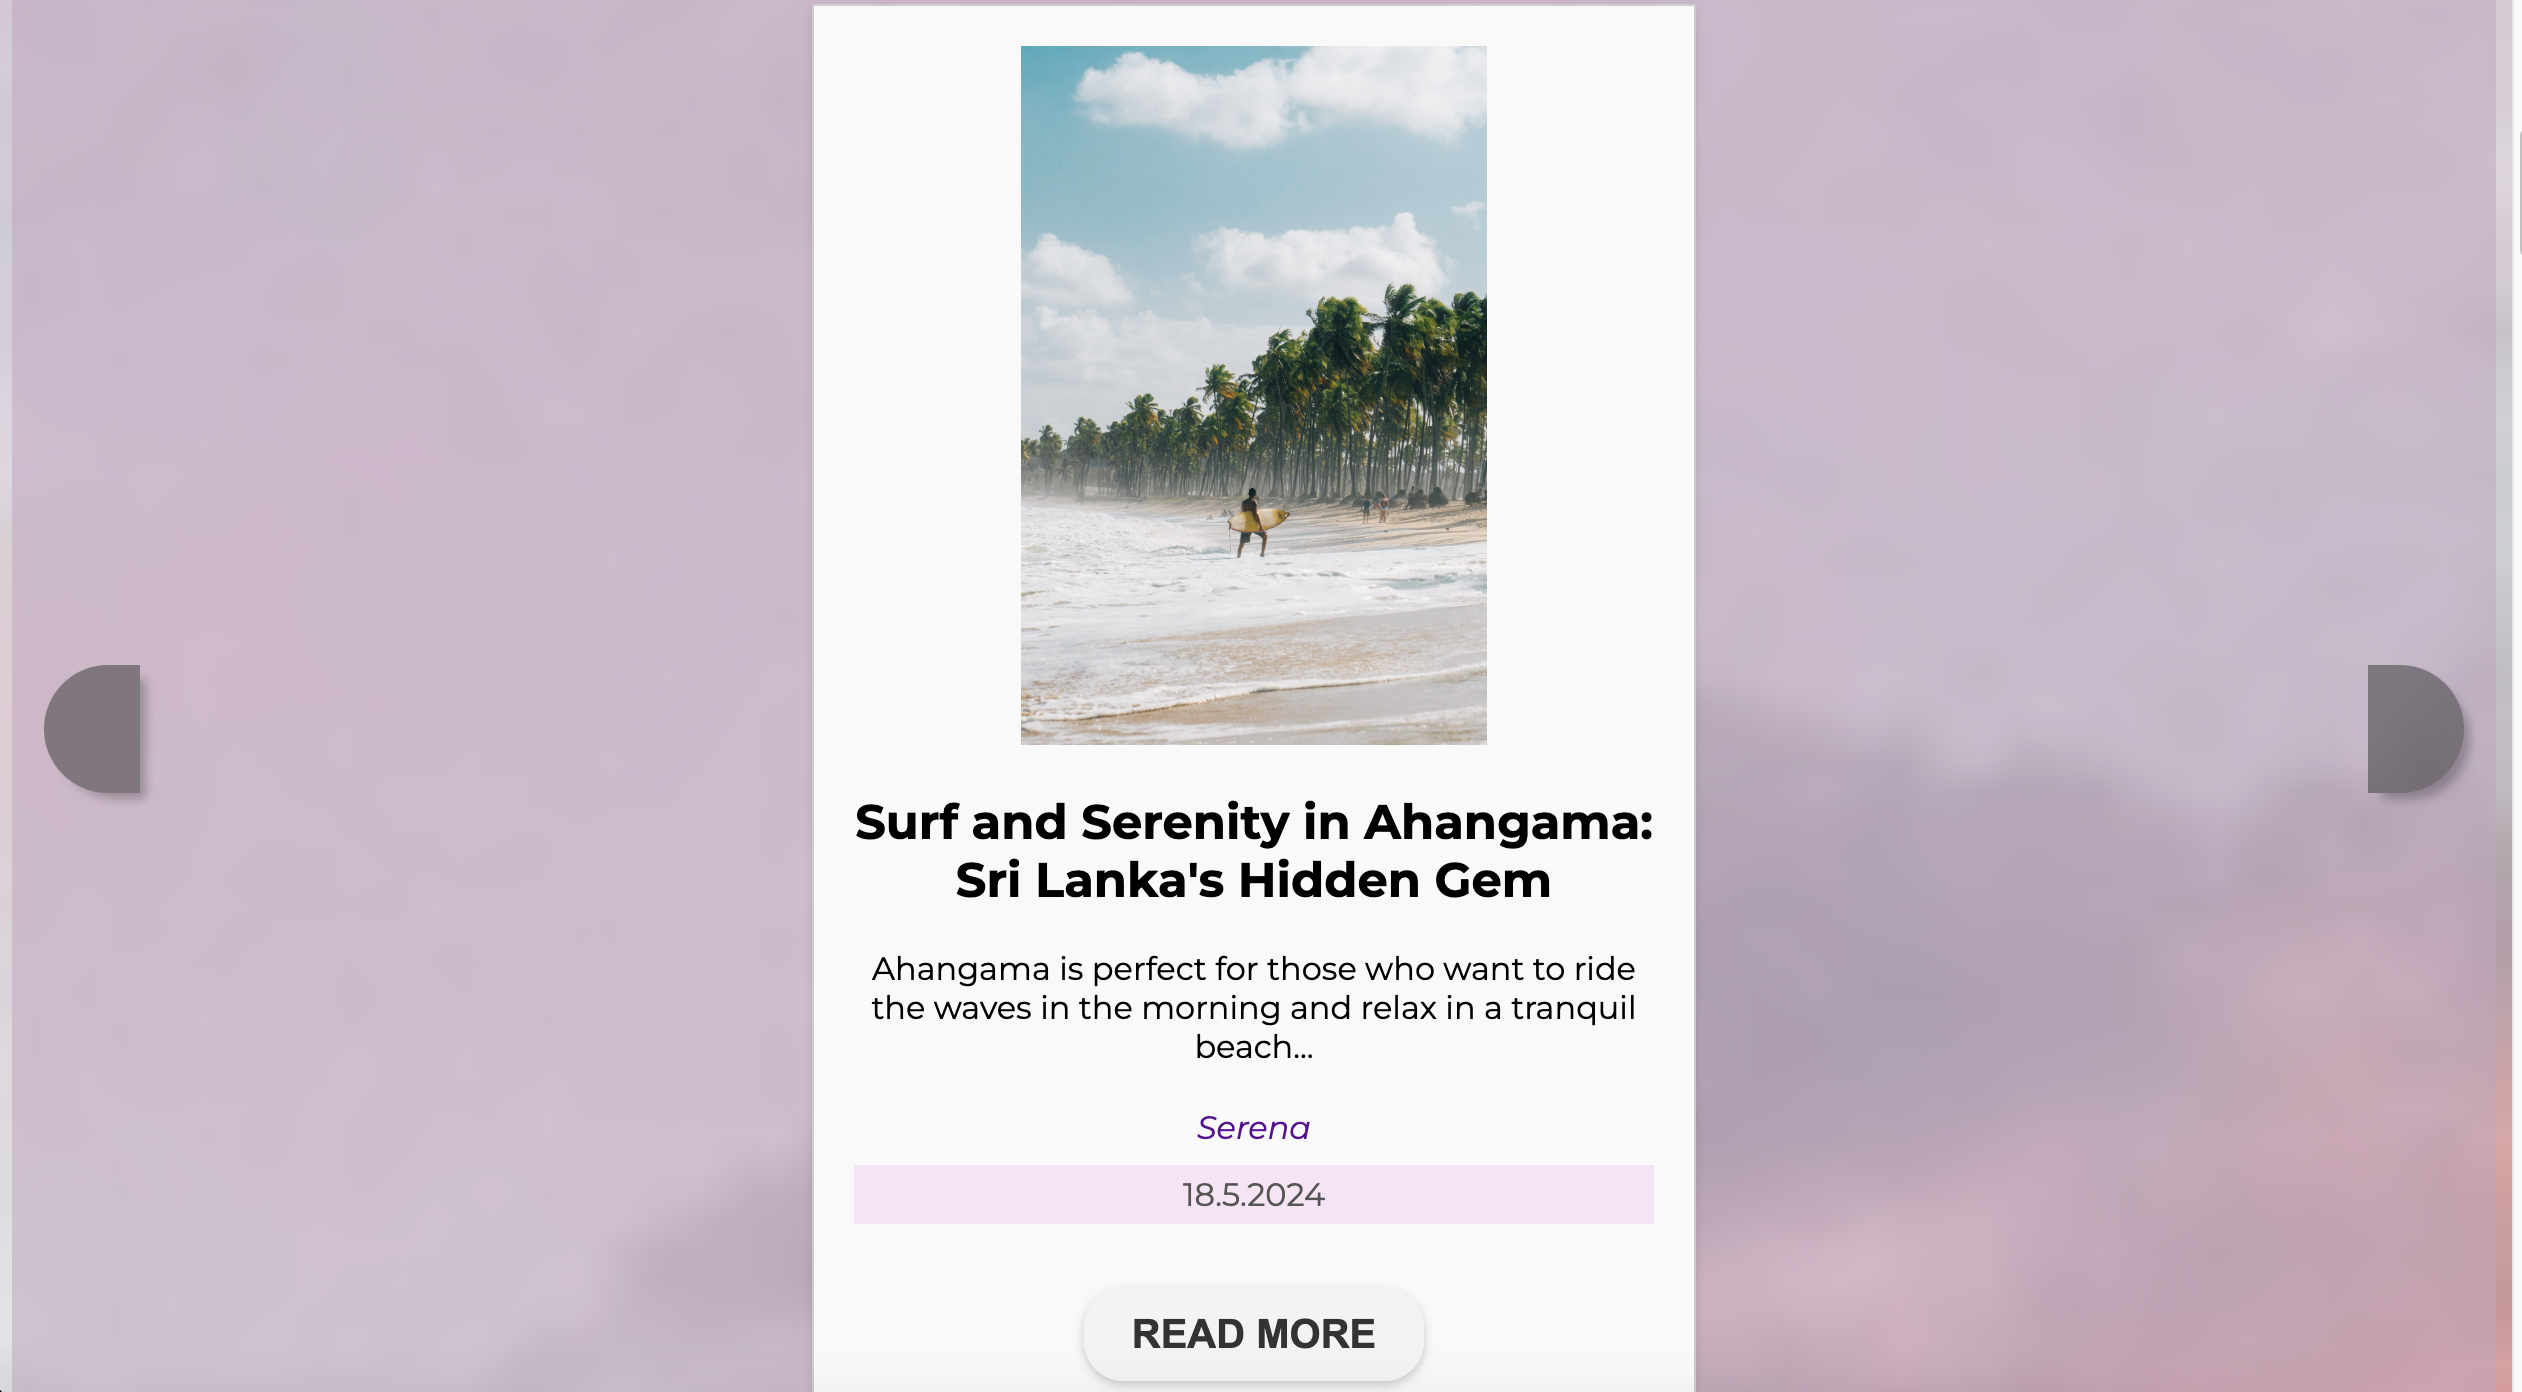 Surf and Serenity in Ahangama:
Sri Lanka's Hidden Gem
Ahangama is perfect for those who want to ride
the waves in the morning and relax in a tranquil
beach...
Serena
18.5.2024
READ MORE